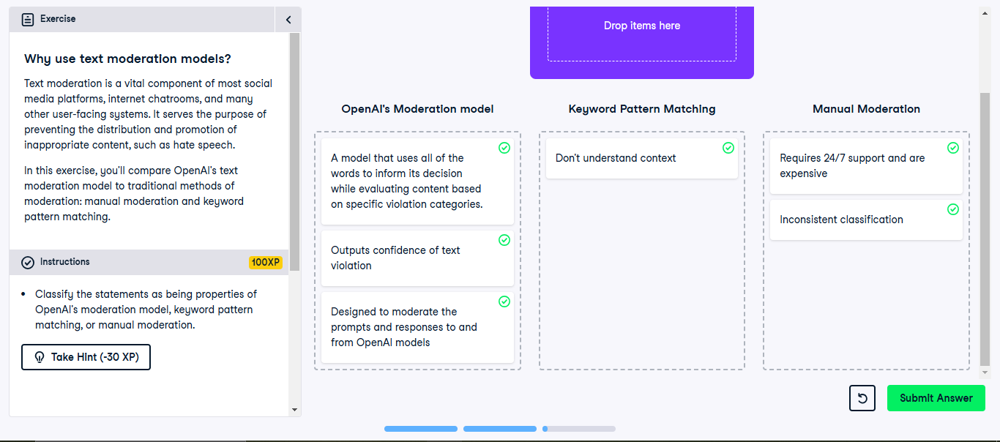 Exercise
Why use text moderation models?
Text moderation is a vital component of most social
media platforms, internet chatrooms, and many
other user-facing systems. It serves the purpose of
preventing the distribution and promotion of
inappropriate content, such as hate speech.
In this exercise, you'll compare OpenAI's text
moderation model to traditional methods of
moderation: manual moderation and keyword
pattern matching.
Instructions
100XP
• Classify the statements as being properties of
OpenAI's moderation model, keyword pattern
matching, or manual moderation.
Take Hint (-30 XP)
Drop items here
OpenAI's Moderation model
A model that uses all of the
words to inform its decision
while evaluating content based
on specific violation categories.
Outputs confidence of text
violation
Designed to moderate the
prompts and responses to and
from OpenAI models
Keyword Pattern Matching
Don't understand context
Manual Moderation
Requires 24/7 support and are
expensive
Inconsistent classification
Submit Answer